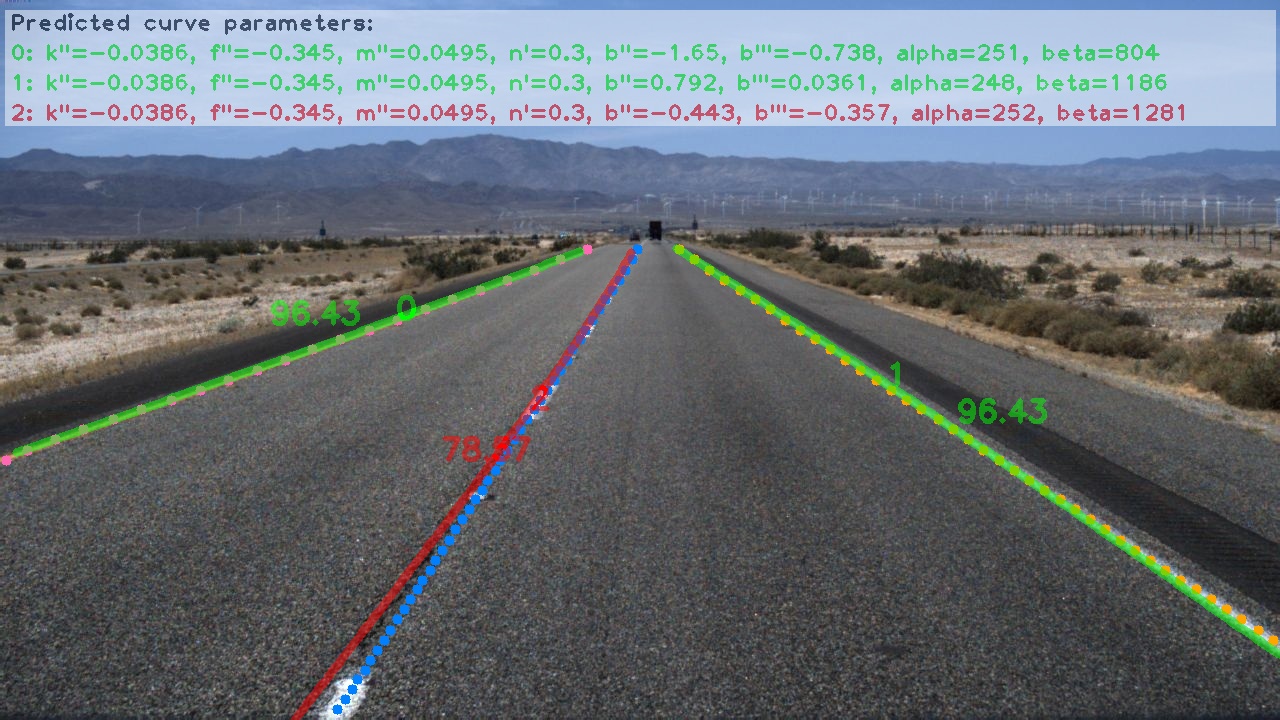 Predicted curve parameters:
0: k''=-0.0386, f''=-0.345, m''=0.0495, n'=0.3, b''=-1.65, b'''=-0.738, alpha=251, beta=804
1: k''=-0.0386, f''=-0.345, m''=0.0495, n'=0.3, b''=0.792, b'''=0.0361, alpha=248, beta=1186
2: k''=-0.0386, f''=-0.345, m''=0.0495, n'=0.3, b''=-0.443, b'''=-0.357, alpha=252, beta=1281
96.43 0
1
2
96.43